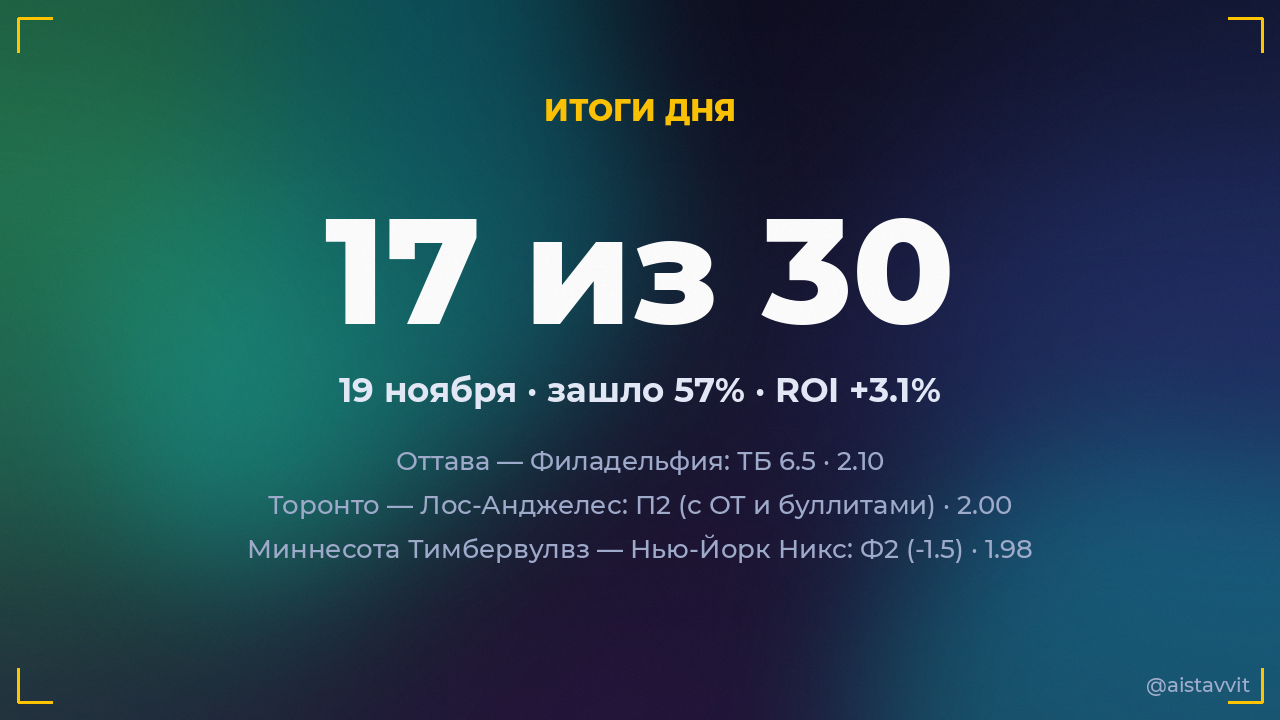 ИТОГИ ДНЯ
17 из 30
19 ноября · зашло 57% · ROI +3.1%
Оттава — Филадельфия: ТБ 6.5 · 2.10
Торонто — Лос-Анджелес: П2 (с ОТ и буллитами) · 2.00
Миннесота Тимбервулвз — Нью-Йорк Никс: Ф2 (-1.5) · 1.98
@aistavvit